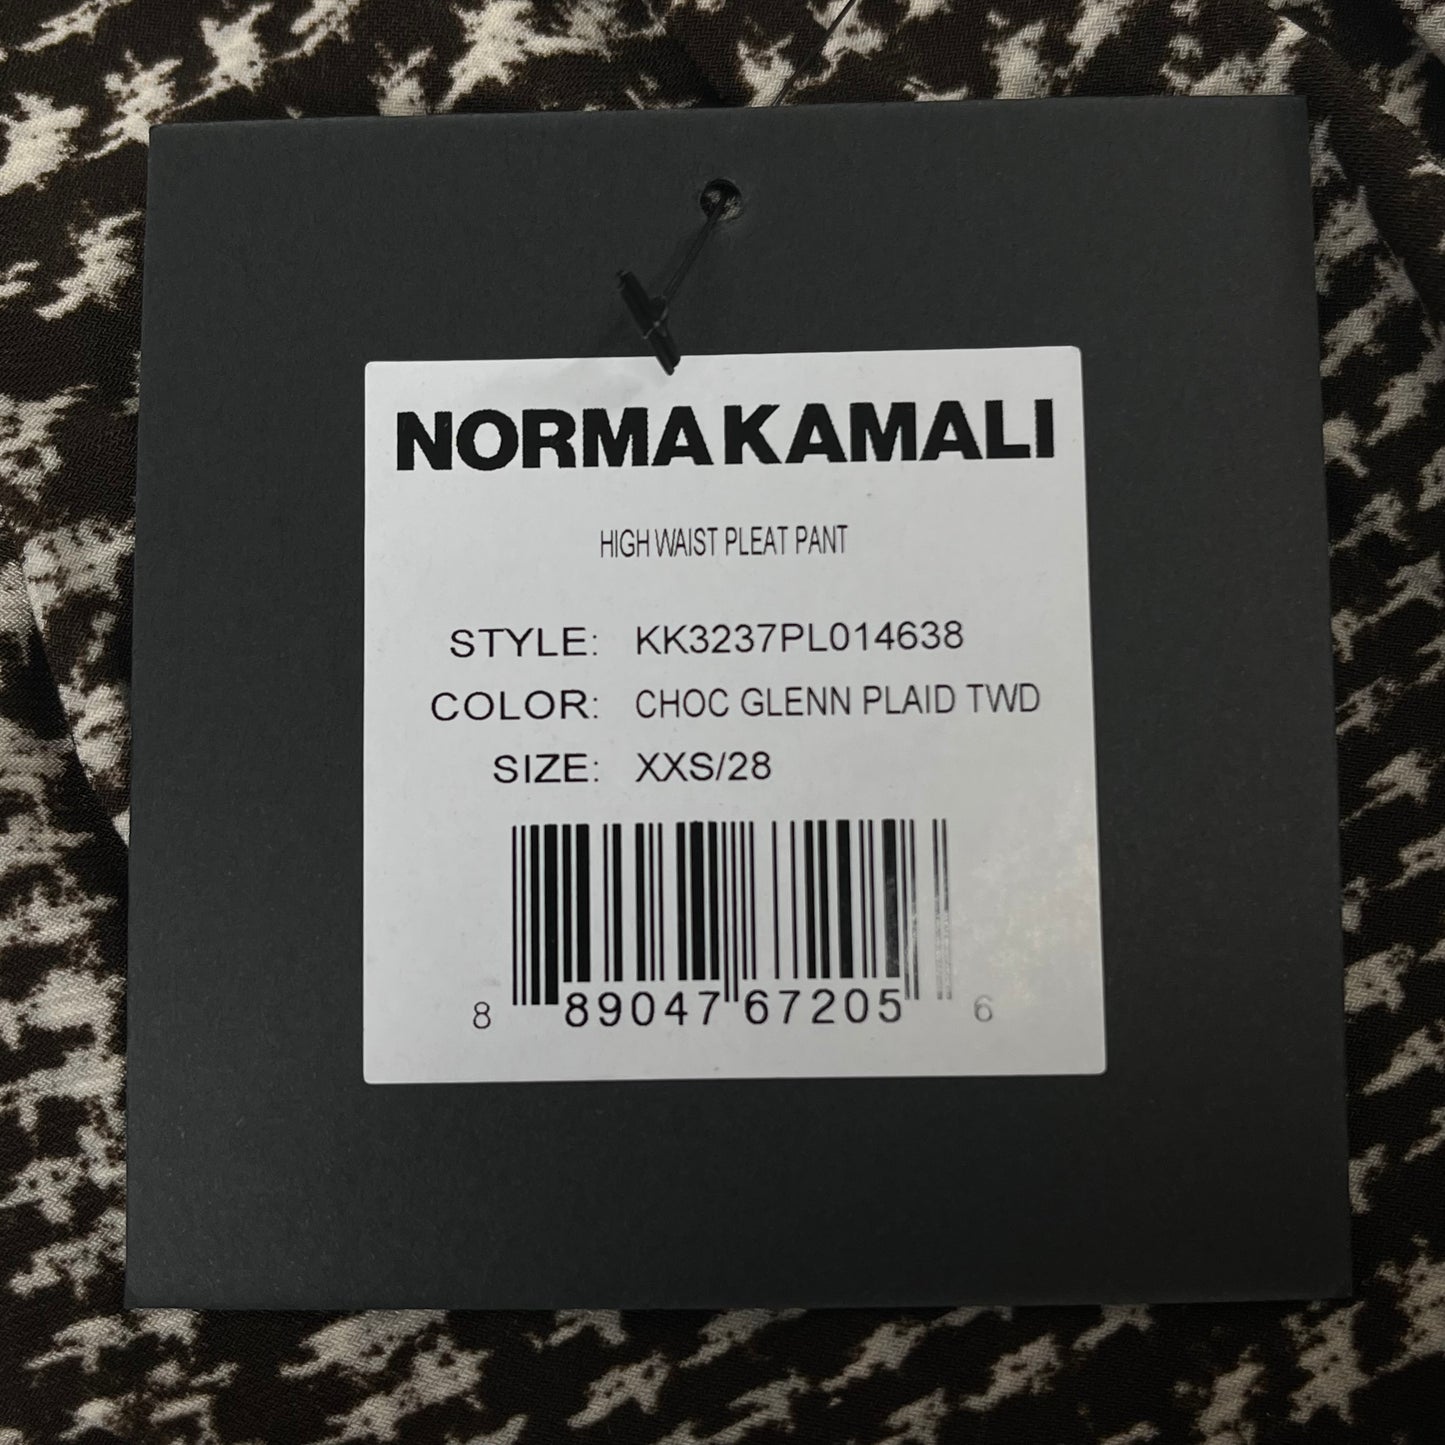 NORMA KAMALI
HIGH WAIST PLEAT PANT
STYLE: KK3237PL014638
COLOR: CHOC GLENN PLAID TWD
SIZE: XXS/28
8 89047 67205 6